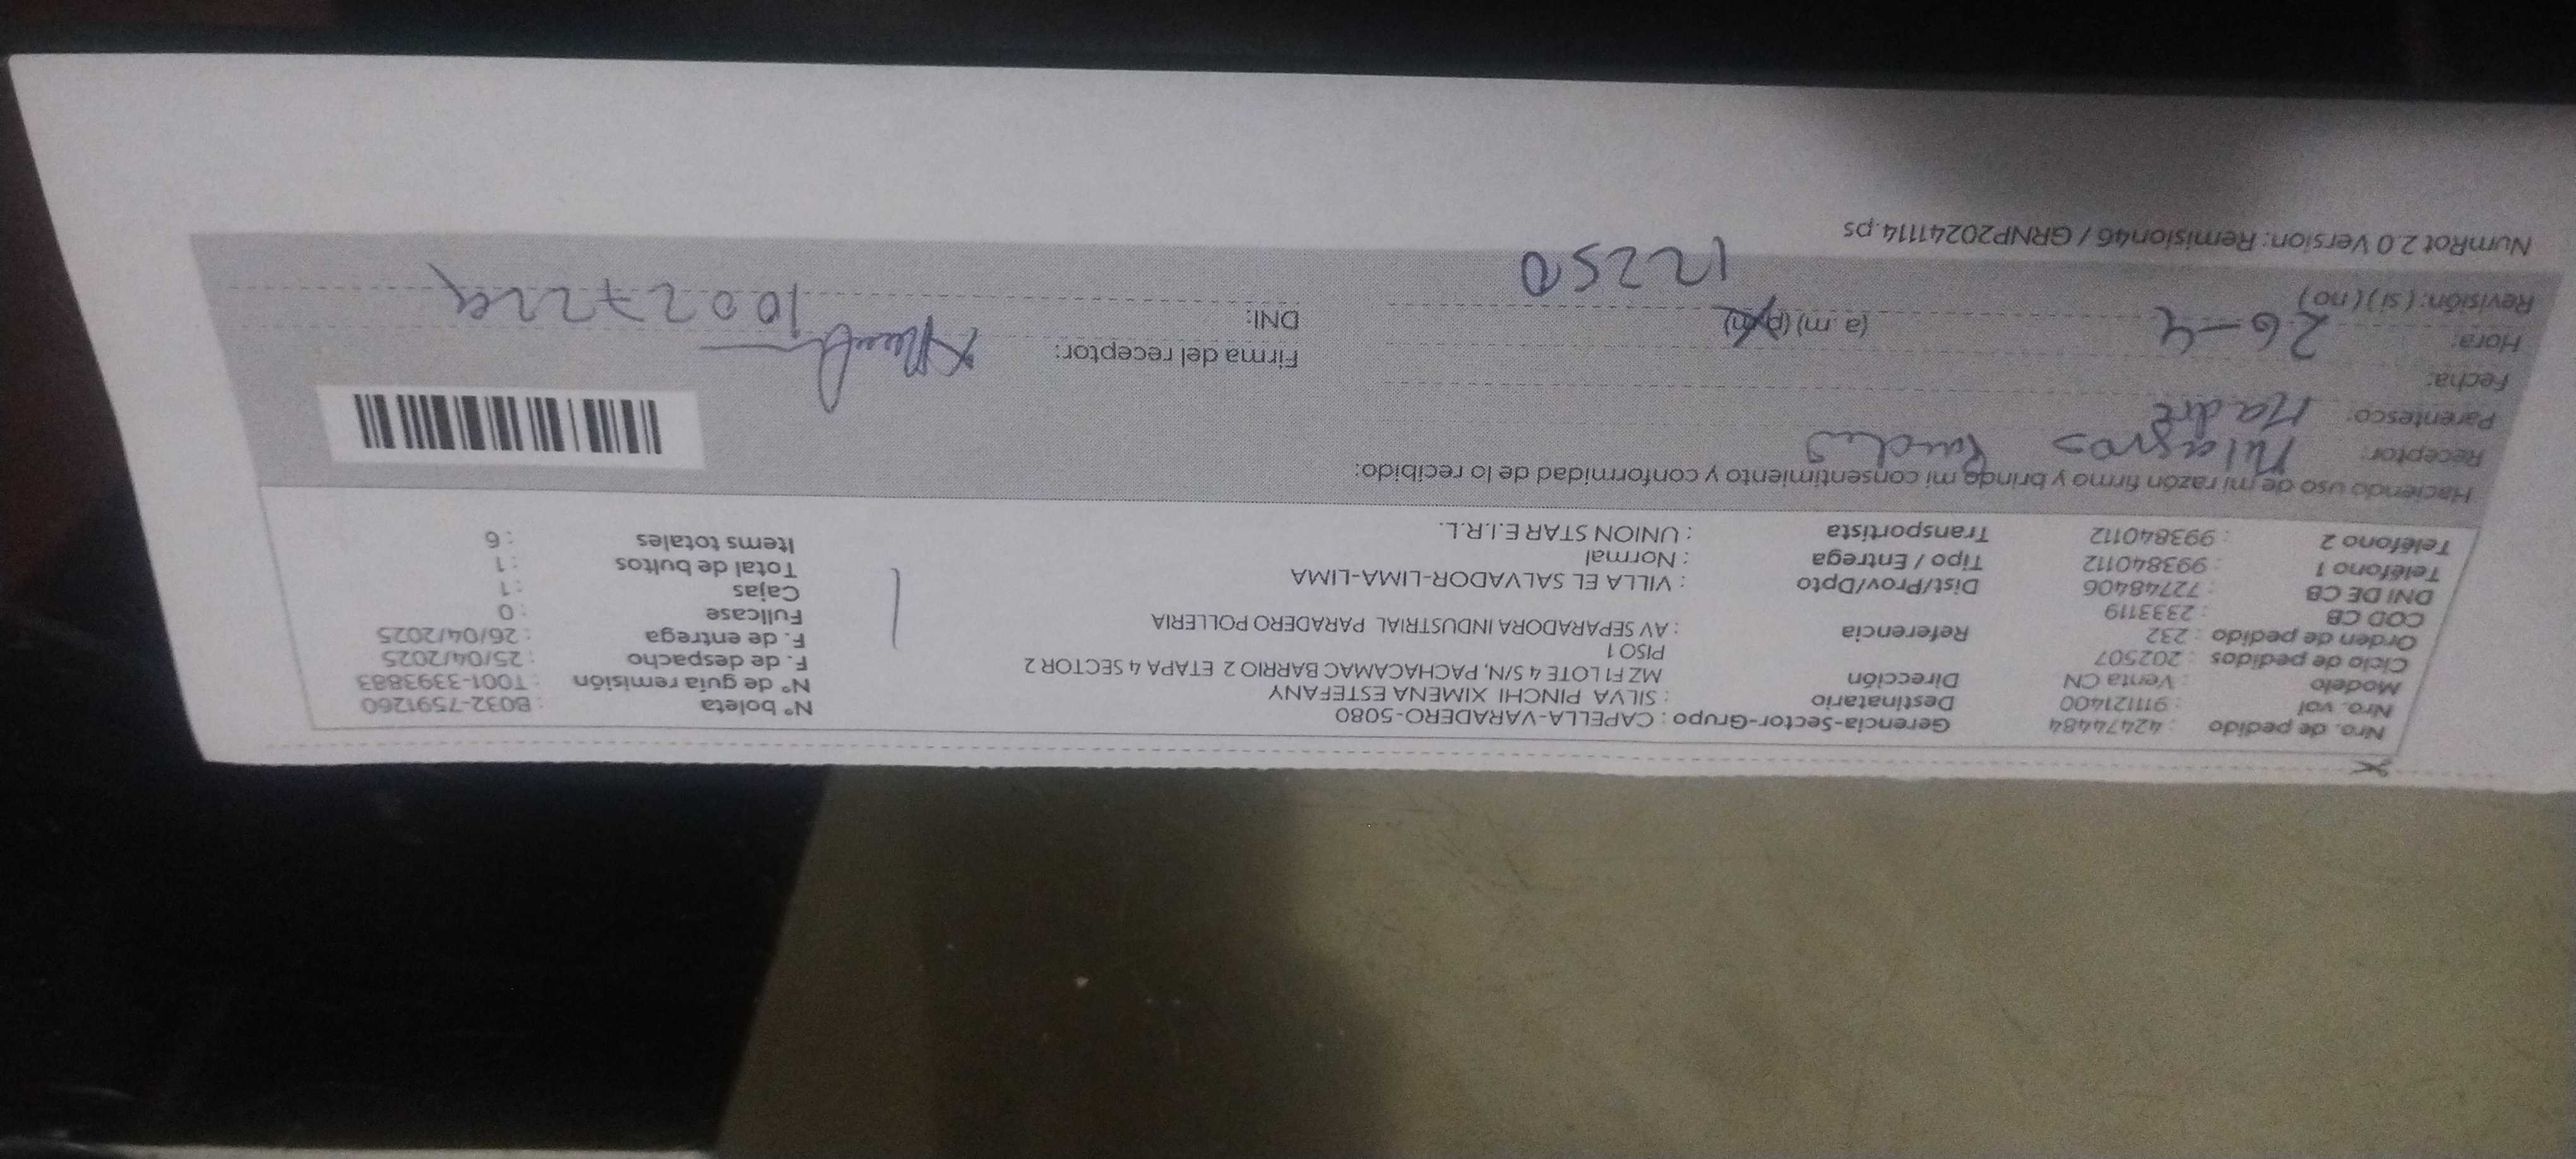 Nro. de pedido : 42474484
Nro. vol : 911121400
Modelo : Venta CN
Ciclo de pedidos : 202507
Orden de pedido : 232
COD CB : 2333119
DNI DE CB : 72748406
Teléfono 1 : 993840112
Teléfono 2 : 993840112
Gerencia-Sector-Grupo : CAPELLA-VARADERO-5080
Destinatario : SILVA PINCHI XIMENA ESTEFANY
Dirección MZ F1 LOTE 4 S/N, PACHACAMAC BARRIO 2 ETAPA 4 SECTOR 2
PISO 1
Referencia : AV SEPARADORA INDUSTRIAL PARADERO POLLERIA
Dist/Prov/Dpto : VILLA EL SALVADOR-LIMA-LIMA
Tipo / Entrega : Normal
Transportista : UNION STAR E.I.R.L.
N° boleta : B032-7591260
N° de guía remisión : T001-3393883
F. de despacho : 25/04/2025
F. de entrega : 26/04/2025
Fullcase : 0
Cajas : 1
Total de bultos : 1
Items totales : 6
Haciendo uso de mi razón firmo y brindo mi consentimiento y conformidad de lo recibido:
Receptor: Milagros
Parentesco: Madre
Fecha:
Hora: 26-4 (a.m) (p.m)
Revisión: (si) (no) 12250
Firma del receptor:
DNI:
NumRot 2.0 Version: Remision46 / GRNP20241114.ps